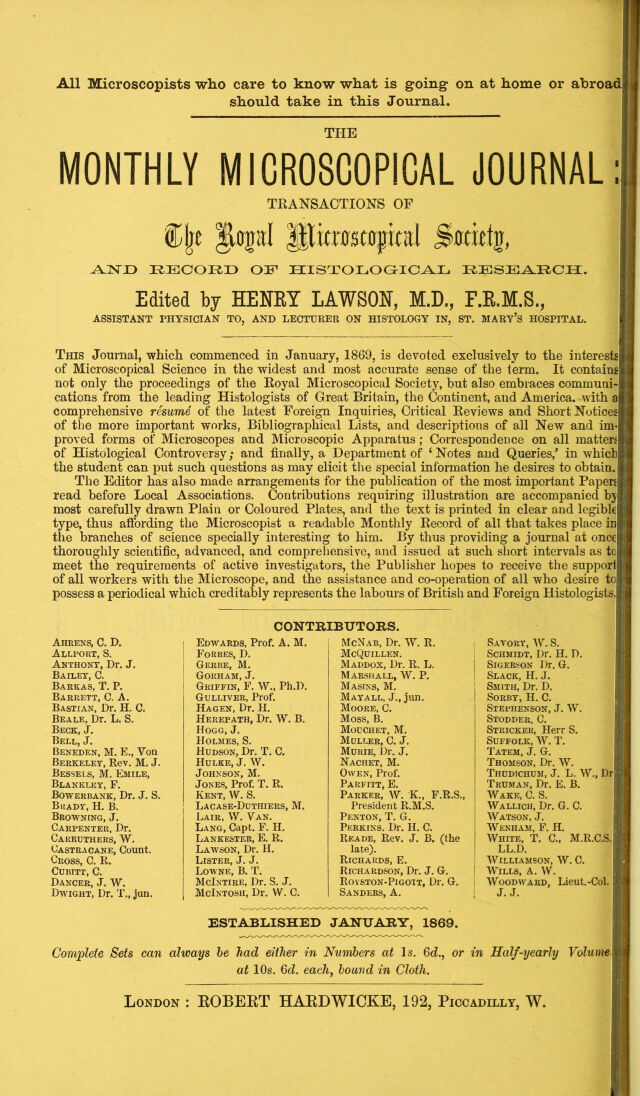 All Microscopists who care to know what is going on at home or abroad
should take in this Journal.
THE
MONTHLY MICROSCOPICAL JOURNAL:
TRANSACTIONS OF
The Royal Microscopical Society,
AND RECORD OF HISTOLOGICAL RESEARCH.
Edited by HENRY LAWSON, M.D., F.R.M.S.,
ASSISTANT PHYSICIAN TO, AND LECTURER ON HISTOLOGY IN, ST. MARY'S HOSPITAL.
THIS Journal, which commenced in January, 1869, is devoted exclusively to the interests
of Microscopical Science in the widest and most accurate sense of the term. It contains
not only the proceedings of the Royal Microscopical Society, but also embraces communi-
cations from the leading Histologists of Great Britain, the Continent, and America. with a
comprehensive résumé of the latest Foreign Inquiries, Critical Reviews and Short Notices
of the more important works, Bibliographical Lists, and descriptions of all New and im-
proved forms of Microscopes and Microscopic Apparatus; Correspondence on all matters
of Histological Controversy; and finally, a Department of 'Notes and Queries,' in which
the student can put such questions as may elicit the special information he desires to obtain.
The Editor has also made arrangements for the publication of the most important Papers
read before Local Associations. Contributions requiring illustration are accompanied by
most carefully drawn Plain or Coloured Plates, and the text is printed in clear and legible
type, thus affording the Microscopist a readable Monthly Record of all that takes place in
the branches of science specially interesting to him. By thus providing a journal at once
thoroughly scientific, advanced, and comprehensive, and issued at such short intervals as to
meet the requirements of active investigators, the Publisher hopes to receive the support
of all workers with the Microscope, and the assistance and co-operation of all who desire to
possess a periodical which creditably represents the labours of British and Foreign Histologists.
CONTRIBUTORS.
AHRENS, C. D.
ALLPORT, S.
ANTHONY, Dr. J.
BAILEY, C.
BARKAS, T. P.
BARRETT, C. A.
BASTIAN, Dr. H. C.
BEALE, Dr. L. S.
BECK, J.
BELL, J.
BENEDEN, M. E., Von
BERKELEY, Rev. M. J.
BESSELS, M. EMILE,
BLANKLEY, F.
BOWERBANK, Dr. J. S.
BRADY, H. B.
BROWNING, J.
CARPENTER, Dr.
CARRUTHERS, W.
CASTRACANE, Count.
CROSS, C. R.
CUBITT, C.
DANCER, J. W.
DWIGHT, Dr. T., jun.
EDWARDS, Prof. A. M.
FORBES, D.
GERBE, M.
GORHAM, J.
GRIFFIN, F. W., Ph.D.
GULLIVER, Prof.
HAGEN, Dr. H.
HEREPATH, Dr. W. B.
HOGG, J.
HOLMES, S.
HUDSON, Dr. T. C.
HULKE, J. W.
JOHNSON, M.
JONES, Prof. T. R.
KENT, W. S.
LACASE-DUTHIERS, M.
LAIR, W. VAN.
LANG, Capt. F. H.
LANKESTER, E. R.
LAWSON, Dr. H.
LISTER, J. J.
LOWNE, B. T.
MCINTIRE, Dr. S. J.
MCINTOSH, Dr. W. C.
MCNAB, Dr. W. R.
MCQUILLEN.
MADDOX, Dr. R. L.
MARSHALL, W. P.
MASINS, M.
MAYALL, J., jun.
MOORE, C.
MOSS, B.
MOUCHET, M.
MULLER, C. J.
MURIE, Dr. J.
NACHET, M.
OWEN, Prof.
PARFITT, E.
PARKER, W. K., F.R.S.,
President R.M.S.
PENTON, T. G.
PERKINS. Dr. H. C.
READE, Rev. J. B. (the
late).
RICHARDS, E.
RICHARDSON, Dr. J. G.
ROYSTON-PIGOTT, Dr. G.
SANDERS, A.
SAVORY, W. S.
SCHMIDT, Dr. H. D.
SIGERSON Dr. G.
SLACK, H. J.
SMITH, Dr. D.
SORBY, H. C.
STEPHENSON, J. W.
STODDER, C.
STRICKER, Herr S.
SUFFOLK, W. T.
TATEM, J. G.
THOMSON, Dr. W.
THUDICHUM, J. L. W., Dr
TRUMAN, Dr. E. B.
WAKE, C. S.
WALLICH, Dr. G. C.
WATSON, J.
WENHAM, F. H.
WHITE, T. C., M.R.C.S.
LL.D.
WILLIAMSON, W. C.
WILLS, A. W.
WOODWARD, Lieut.-Col.
J. J.
ESTABLISHED JANUARY, 1869.
Complete Sets can always be had either in Numbers at 1s. 6d., or in Half-yearly Volume
at 10s. 6d. each, bound in Cloth.
LONDON: ROBERT HARDWICKE, 192, PICCADILLY, W.